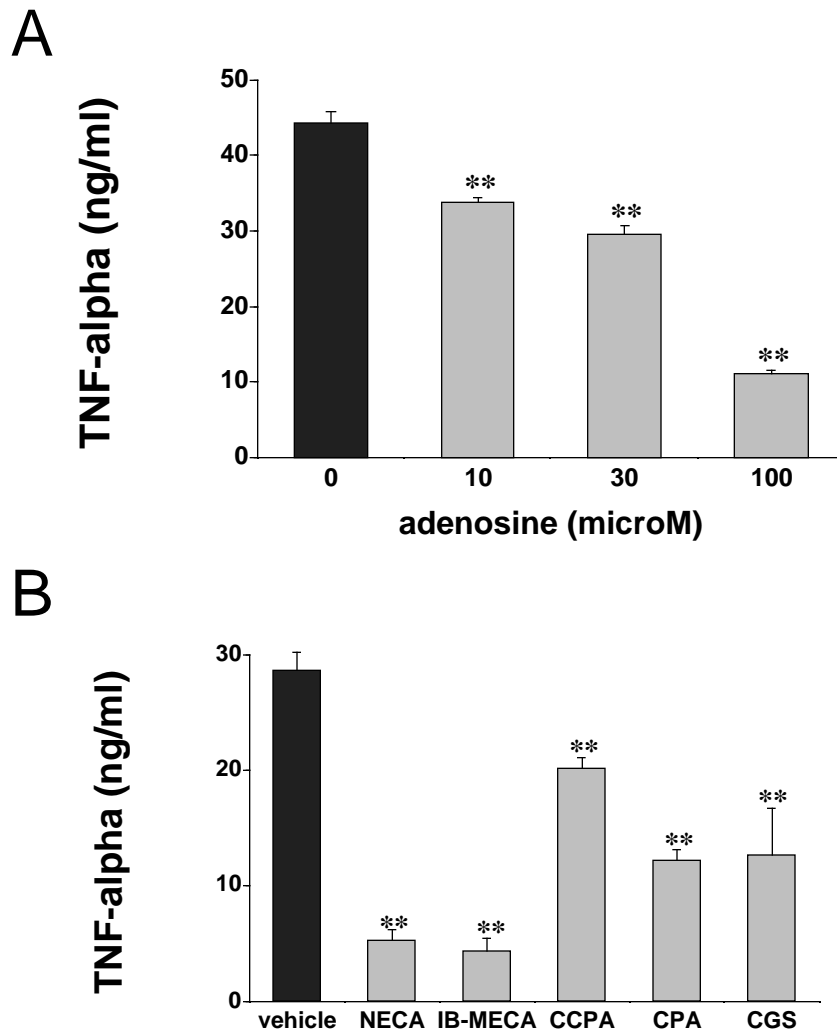 A
TNF-alpha (ng/ml)
50
40
30
20
10
0
**
**
**
0 10 30 100
adenosine (microM)
B
TNF-alpha (ng/ml)
30
20
10
0
**
**
**
**
**
vehicle NECA IB-MECA CCPA CPA CGS